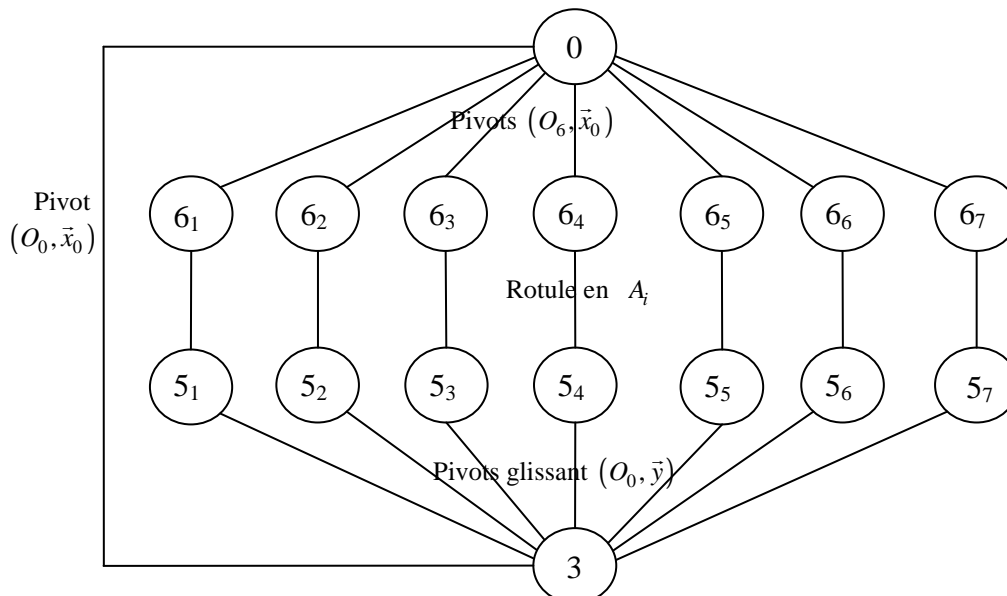 0
Pivots (O₆, x⃗₀)
Pivot
(O₀, x⃗₀)
6₁ 6₂ 6₃ 6₄ 6₅ 6₆ 6₇
Rotule en Aᵢ
5₁ 5₂ 5₃ 5₄ 5₅ 5₆ 5₇
Pivots glissant (O₀, y⃗)
3